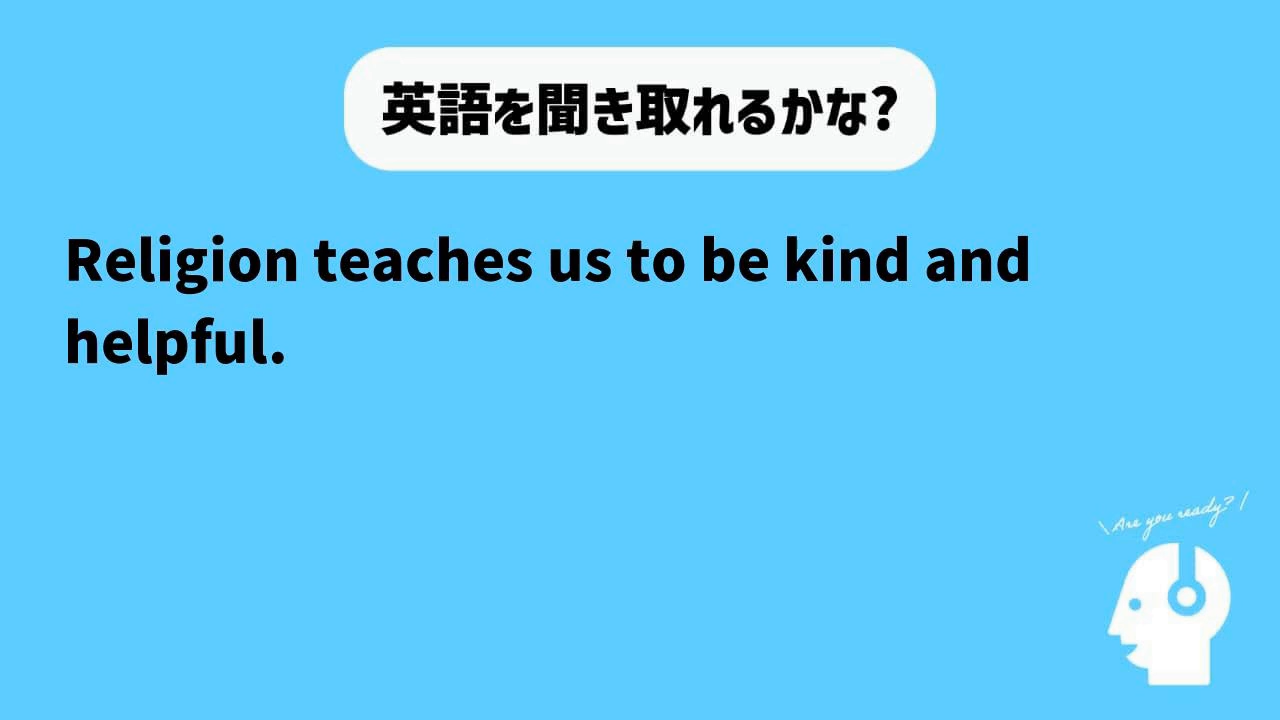 英語を聞き取れるかな?
Religion teaches us to be kind and
helpful.
\ Are you ready? /